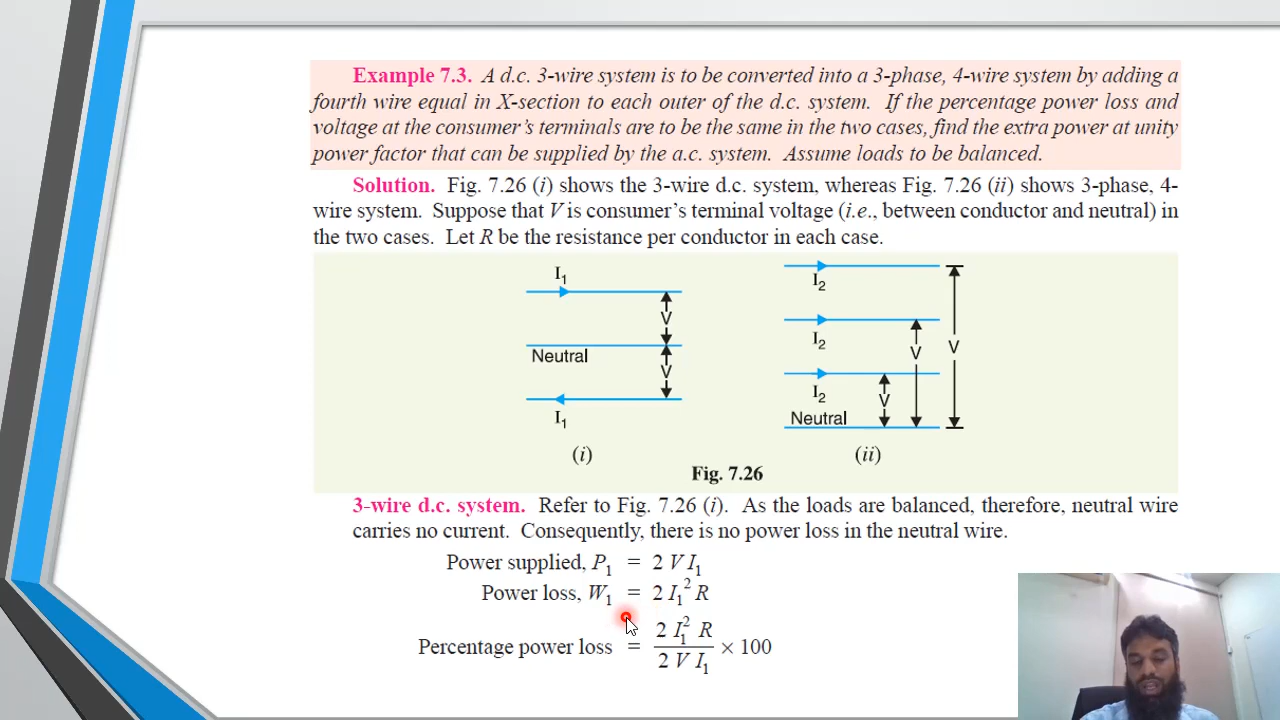 Example 7.3. A d.c. 3-wire system is to be converted into a 3-phase, 4-wire system by adding a
fourth wire equal in X-section to each outer of the d.c. system. If the percentage power loss and
voltage at the consumer's terminals are to be the same in the two cases, find the extra power at unity
power factor that can be supplied by the a.c. system. Assume loads to be balanced.
Solution. Fig. 7.26 (i) shows the 3-wire d.c. system, whereas Fig. 7.26 (ii) shows 3-phase, 4-
wire system. Suppose that V is consumer's terminal voltage (i.e., between conductor and neutral) in
the two cases. Let R be the resistance per conductor in each case.
I₁
V
Neutral
V
I₁
(i)
I₂
I₂
V
V
I₂
V
Neutral
(ii)
Fig. 7.26
3-wire d.c. system. Refer to Fig. 7.26 (i). As the loads are balanced, therefore, neutral wire
carries no current. Consequently, there is no power loss in the neutral wire.
Power supplied, P₁ = 2 V I₁
Power loss, W₁ = 2 I₁² R
Percentage power loss = 2 I₁² R / 2 V I₁ × 100